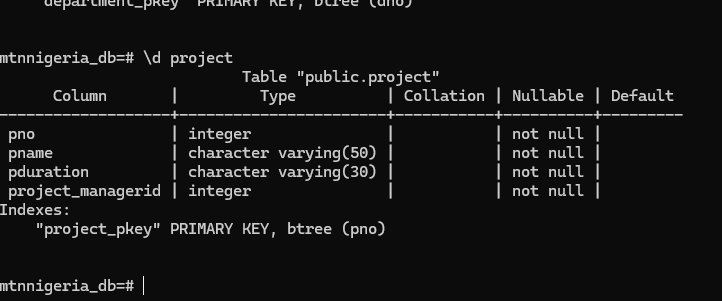 "department_pkey" PRIMARY KEY, btree (dno)
mtnnigeria_db=# \d project
Table "public.project"
Column | Type | Collation | Nullable | Default
-------------------+-----------------------+-----------+----------+---------
pno | integer | | not null |
pname | character varying(50) | | not null |
pduration | character varying(30) | | not null |
project_managerid | integer | | not null |
Indexes:
"project_pkey" PRIMARY KEY, btree (pno)
mtnnigeria_db=#